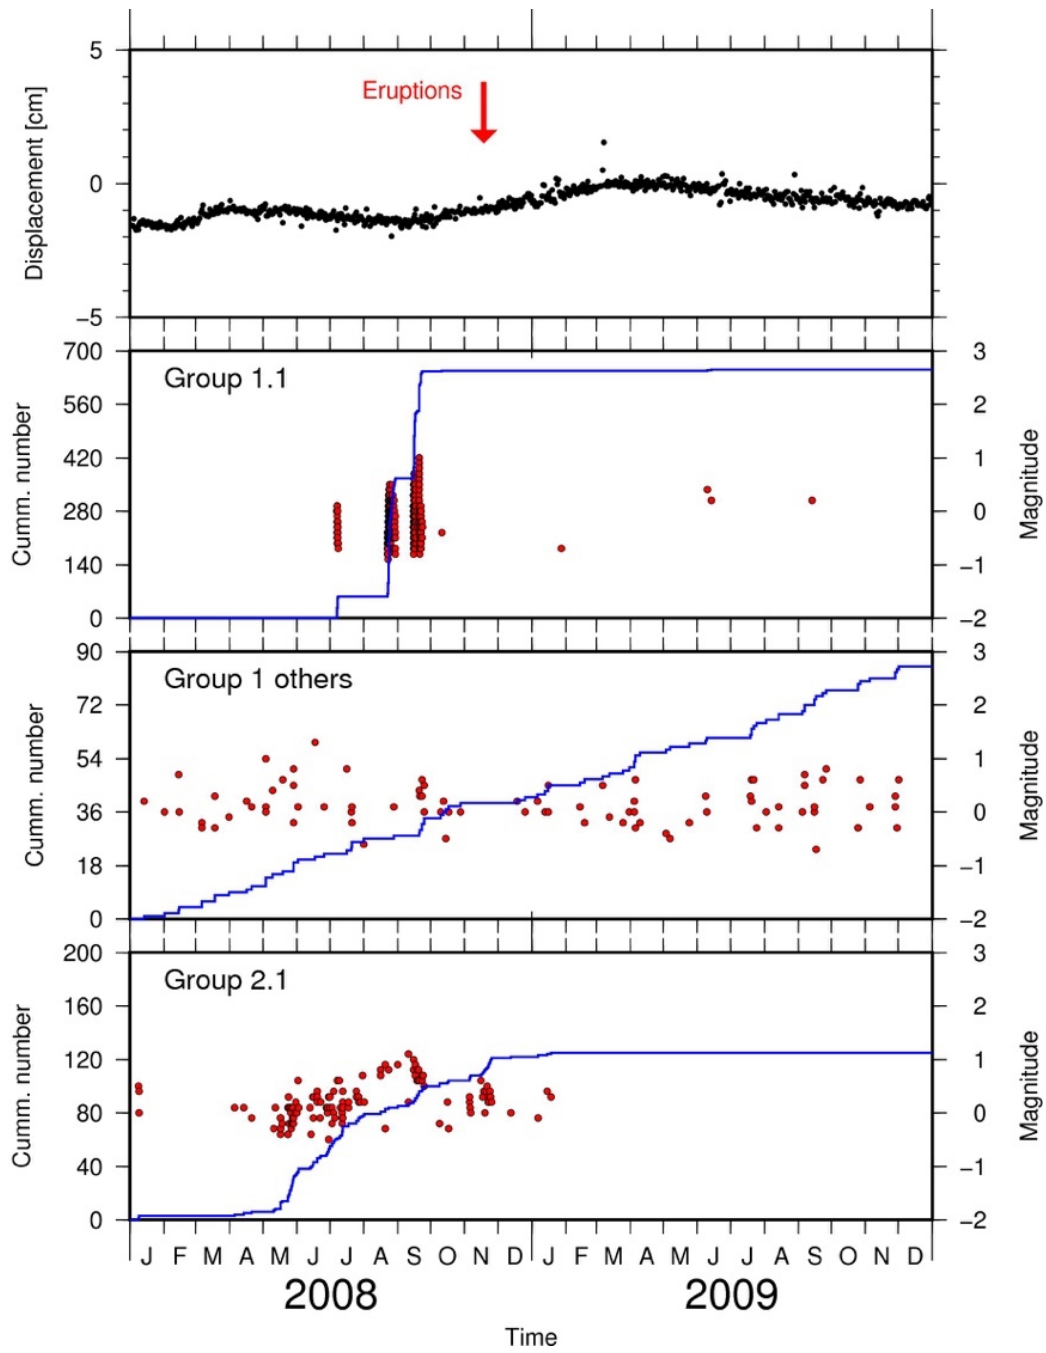 5
Eruptions
0
−5
Displacement [cm]
700 3
Group 1.1
560 2
420 1
280 0
140 −1
0 −2
Cumm. number
Magnitude
90 3
Group 1 others
72 2
54 1
36 0
18 −1
0 −2
Cumm. number
Magnitude
200 3
Group 2.1
160 2
120 1
80 0
40 −1
0 −2
Cumm. number
Magnitude
J F M A M J J A S O N D J F M A M J J A S O N D
2008 2009
Time